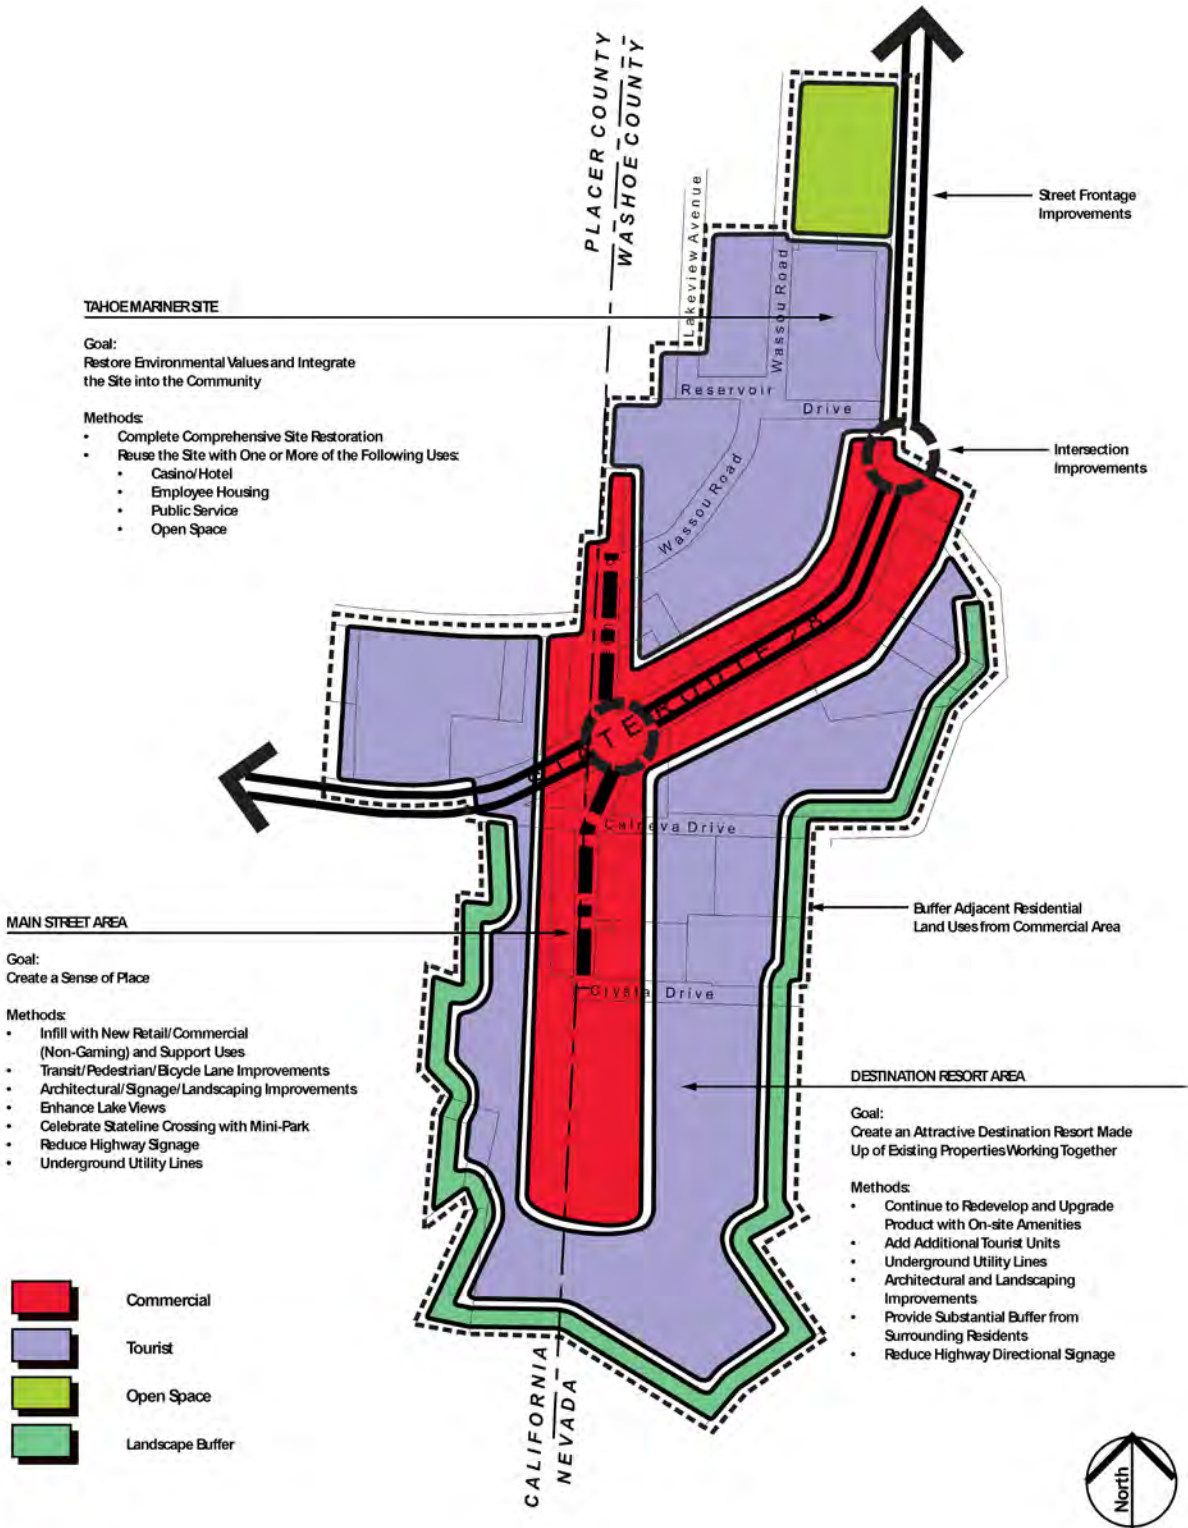 PLACER COUNTY
WASHOE COUNTY
Street Frontage
Improvements
Lakeview Avenue
Wassou Road
TAHOE MARINER SITE
Goal:
Restore Environmental Values and Integrate
the Site into the Community
Methods:
• Complete Comprehensive Site Restoration
• Reuse the Site with One or More of the Following Uses:
• Casino/Hotel
• Employee Housing
• Public Service
• Open Space
Reservoir
Drive
Intersection
Improvements
Wassou Road
STATE ROUTE 28
Calneva Drive
Buffer Adjacent Residential
Land Uses from Commercial Area
MAIN STREET AREA
Goal:
Create a Sense of Place
Methods:
• Infill with New Retail/Commercial
(Non-Gaming) and Support Uses
• Transit/Pedestrian/Bicycle Lane Improvements
• Architectural/Signage/Landscaping Improvements
• Enhance Lake Views
• Celebrate Stateline Crossing with Mini-Park
• Reduce Highway Signage
• Underground Utility Lines
Crystal Drive
DESTINATION RESORT AREA
Goal:
Create an Attractive Destination Resort Made
Up of Existing Properties Working Together
Methods:
• Continue to Redevelop and Upgrade
Product with On-site Amenities
• Add Additional Tourist Units
• Underground Utility Lines
• Architectural and Landscaping
Improvements
• Provide Substantial Buffer from
Surrounding Residents
• Reduce Highway Directional Signage
Commercial
Tourist
Open Space
Landscape Buffer
CALIFORNIA
NEVADA
North